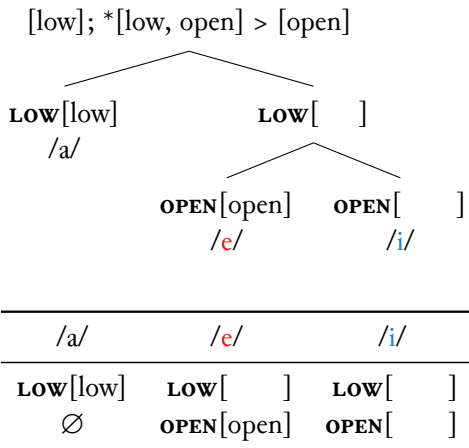 [low]; *[low, open] > [open]
LOW[low] LOW[ ]
/a/
OPEN[open] OPEN[ ]
/e/ /i/
/a/ /e/ /i/
LOW[low] LOW[ ] LOW[ ]
∅ OPEN[open] OPEN[ ]